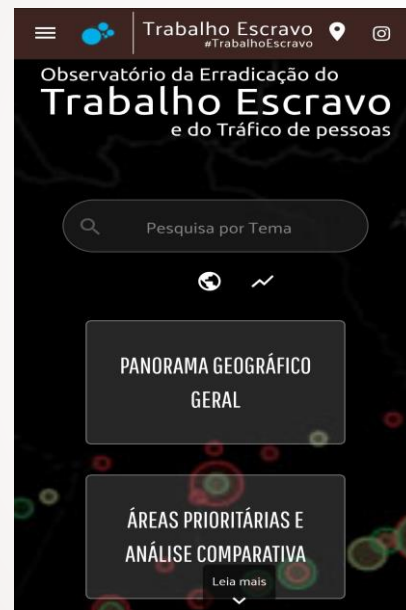 Trabalho Escravo
#TrabalhoEscravo
Observatório da Erradicação do
Trabalho Escravo
e do Tráfico de pessoas
Pesquisa por Tema
PANORAMA GEOGRÁFICO
GERAL
ÁREAS PRIORITÁRIAS E
ANÁLISE COMPARATIVA
Leia mais